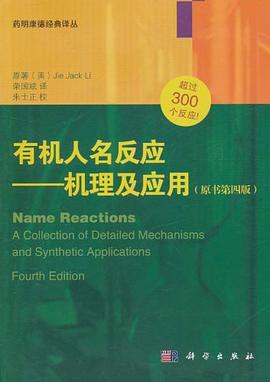 药明康德经典译丛
原著（美）Jie Jack Li
荣国斌 译
朱士正 校
超过
300
个反应！
有机人名反应
——机理及应用（原书第四版）
Name Reactions
A Collection of Detailed Mechanisms
and Synthetic Applications
Fourth Edition
科学出版社